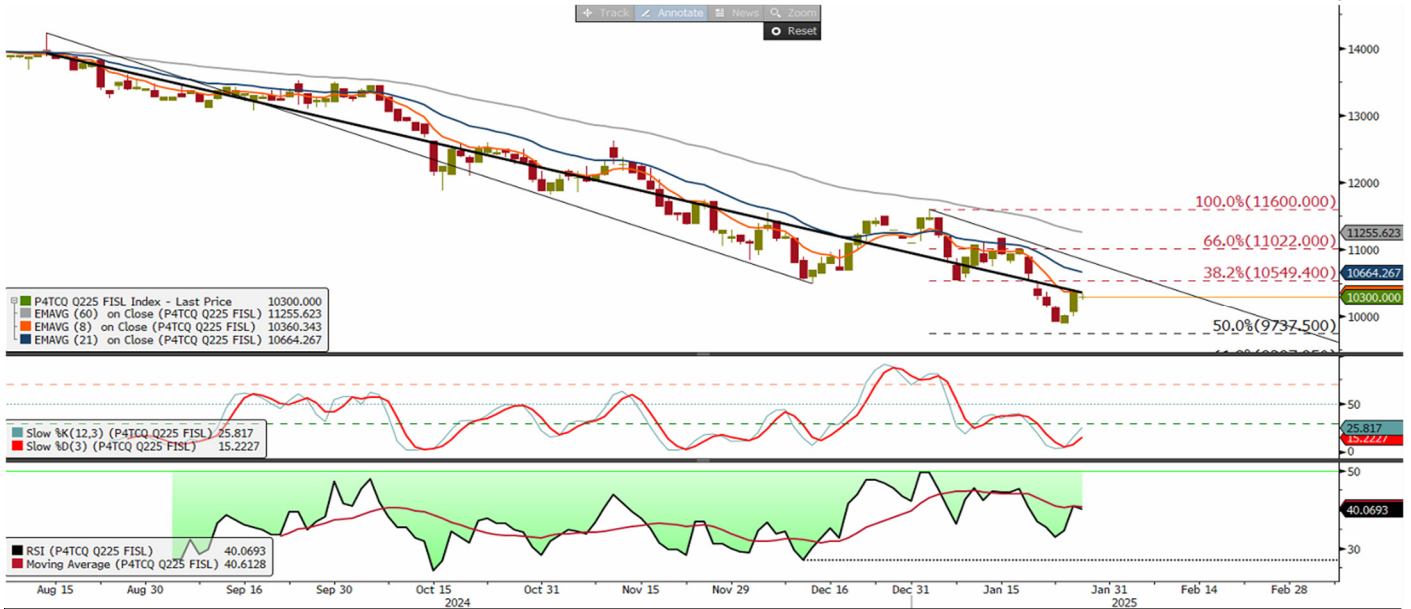 Track Annotate News Zoom
Reset
14000
13000
12000
11000
10000
100.0%(11600.000)
66.0%(11022.000)
38.2%(10549.400)
50.0%(9737.500)
11255.623
10664.267
10300.000
P4TCQ Q225 FISL Index - Last Price 10300.000
EMAVG (60) on Close (P4TCQ Q225 FISL) 11255.623
EMAVG (8) on Close (P4TCQ Q225 FISL) 10360.343
EMAVG (21) on Close (P4TCQ Q225 FISL) 10664.267
50
25.817
15.2227
0
Slow %K(12,3) (P4TCQ Q225 FISL) 25.817
Slow %D(3) (P4TCQ Q225 FISL) 15.2227
50
40.0693
30
RSI (P4TCQ Q225 FISL) 40.0693
Moving Average (P4TCQ Q225 FISL) 40.6128
Aug 15 Aug 30 Sep 16 Sep 30 Oct 15 Oct 31 Nov 15 Nov 29 Dec 16 Dec 31 Jan 15 Jan 31 Feb 14 Feb 28
2024 2025